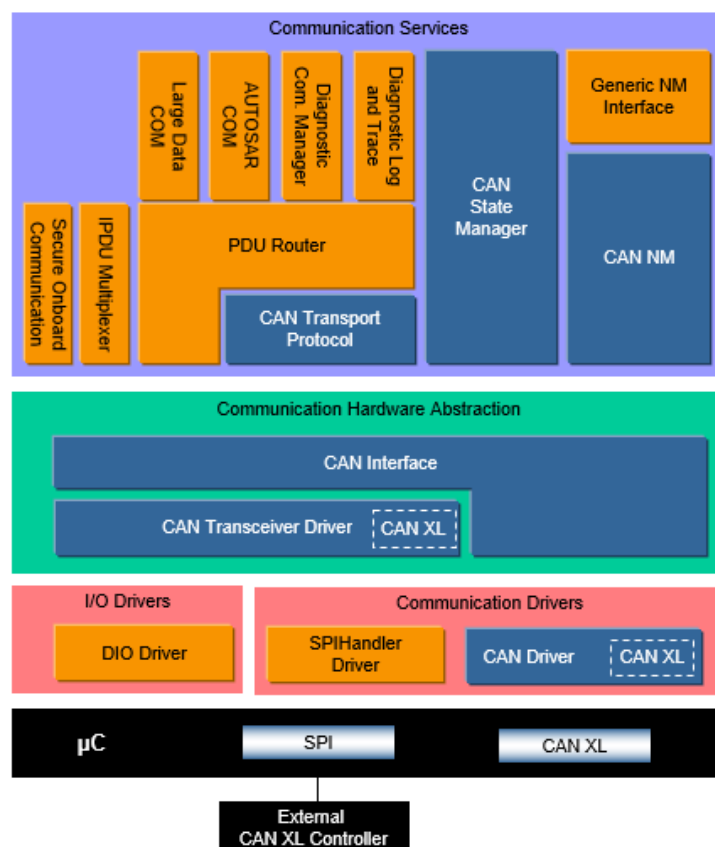 Communication Services
Large Data
COM
AUTOSAR
COM
Diagnostic
Com. Manager
Diagnostic Log
and Trace
CAN
State
Manager
Generic NM
Interface
Secure Onboard
Communication
IPDU Multiplexer
PDU Router
CAN Transport
Protocol
CAN NM
Communication Hardware Abstraction
CAN Interface
CAN Transceiver Driver
CAN XL
I/O Drivers
DIO Driver
Communication Drivers
SPIHandler
Driver
CAN Driver
CAN XL
µC
SPI
CAN XL
External
CAN XL Controller